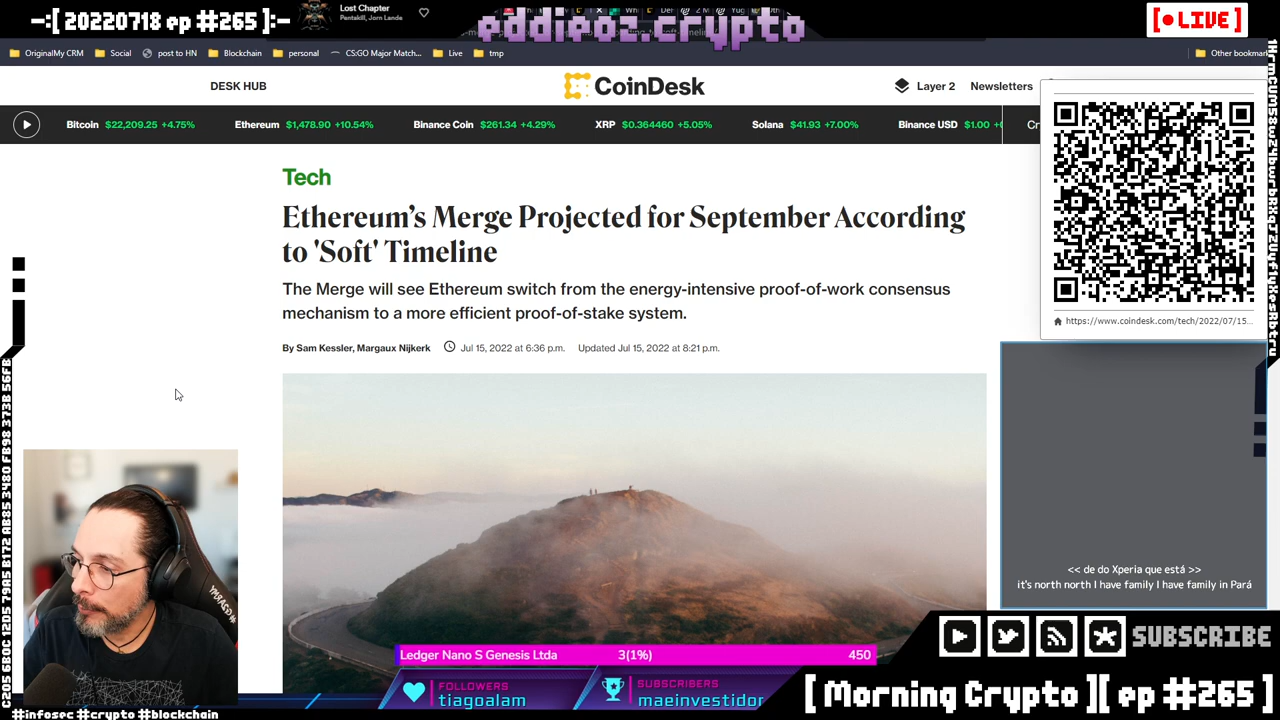 -:[ 20220718 ep #265 ]:-
Lost Chapter
Pentakill, Jorn Lande
eddieoz.crypto
[ LIVE ]
OriginalMy CRM
Social
post to HN
Blockchain
personal
CS:GO Major Match...
Live
tmp
Other bookmar
DESK HUB
CoinDesk
Layer 2
Newsletters
Bitcoin $22,209.25 +4.75%
Ethereum $1,478.90 +10.54%
Binance Coin $261.34 +4.29%
XRP $0.364460 +5.05%
Solana $41.93 +7.00%
Binance USD $1.00
Cr
Tech
Ethereum's Merge Projected for September According
to 'Soft' Timeline
The Merge will see Ethereum switch from the energy-intensive proof-of-work consensus
mechanism to a more efficient proof-of-stake system.
By Sam Kessler, Margaux Nijkerk
Jul 15, 2022 at 6:36 p.m.
Updated Jul 15, 2022 at 8:21 p.m.
https://www.coindesk.com/tech/2022/07/15...
<< de do Xperia que está >>
it's north north I have family I have family in Pará
Ledger Nano S Genesis Ltda 3(1%) 450
FOLLOWERS
tiagoalam
SUBSCRIBERS
maeinvestidor
SUBSCRIBE
[ Morning Crypto ][ ep #265 ]
#infosec #crypto #blockchain